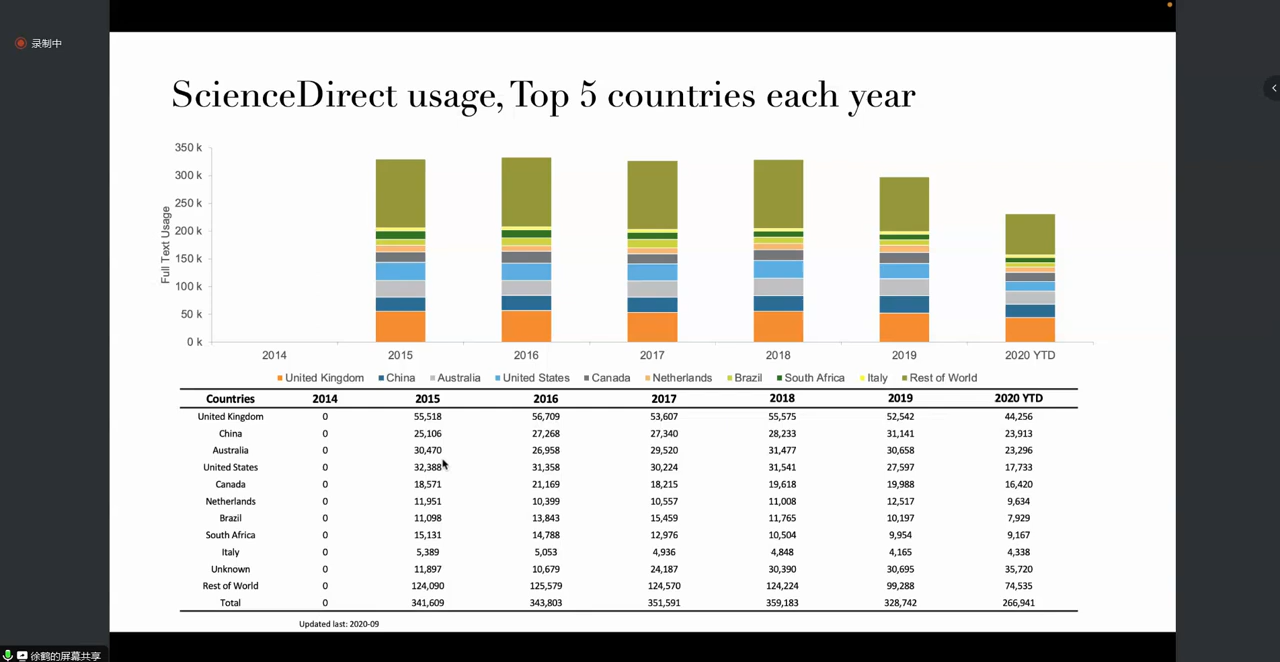 录制中
ScienceDirect usage, Top 5 countries each year
Full Text Usage
350 k
300 k
250 k
200 k
150 k
100 k
50 k
0 k
2014 2015 2016 2017 2018 2019 2020 YTD
United Kingdom China Australia United States Canada Netherlands Brazil South Africa Italy Rest of World
Countries 2014 2015 2016 2017 2018 2019 2020 YTD
United Kingdom 0 55,518 56,709 53,607 55,575 52,542 44,256
China 0 25,106 27,268 27,340 28,233 31,141 23,913
Australia 0 30,470 26,958 29,520 31,477 30,658 23,296
United States 0 32,388 31,358 30,224 31,541 27,597 17,733
Canada 0 18,571 21,169 18,215 19,618 19,988 16,420
Netherlands 0 11,951 10,399 10,557 11,008 12,517 9,634
Brazil 0 11,098 13,843 15,459 11,765 10,197 7,929
South Africa 0 15,131 14,788 12,976 10,504 9,954 9,167
Italy 0 5,389 5,053 4,936 4,848 4,165 4,338
Unknown 0 11,897 10,679 24,187 30,390 30,695 35,720
Rest of World 0 124,090 125,579 124,570 124,224 99,288 74,535
Total 0 341,609 343,803 351,591 359,183 328,742 266,941
Updated last: 2020-09
徐鹤的屏幕共享